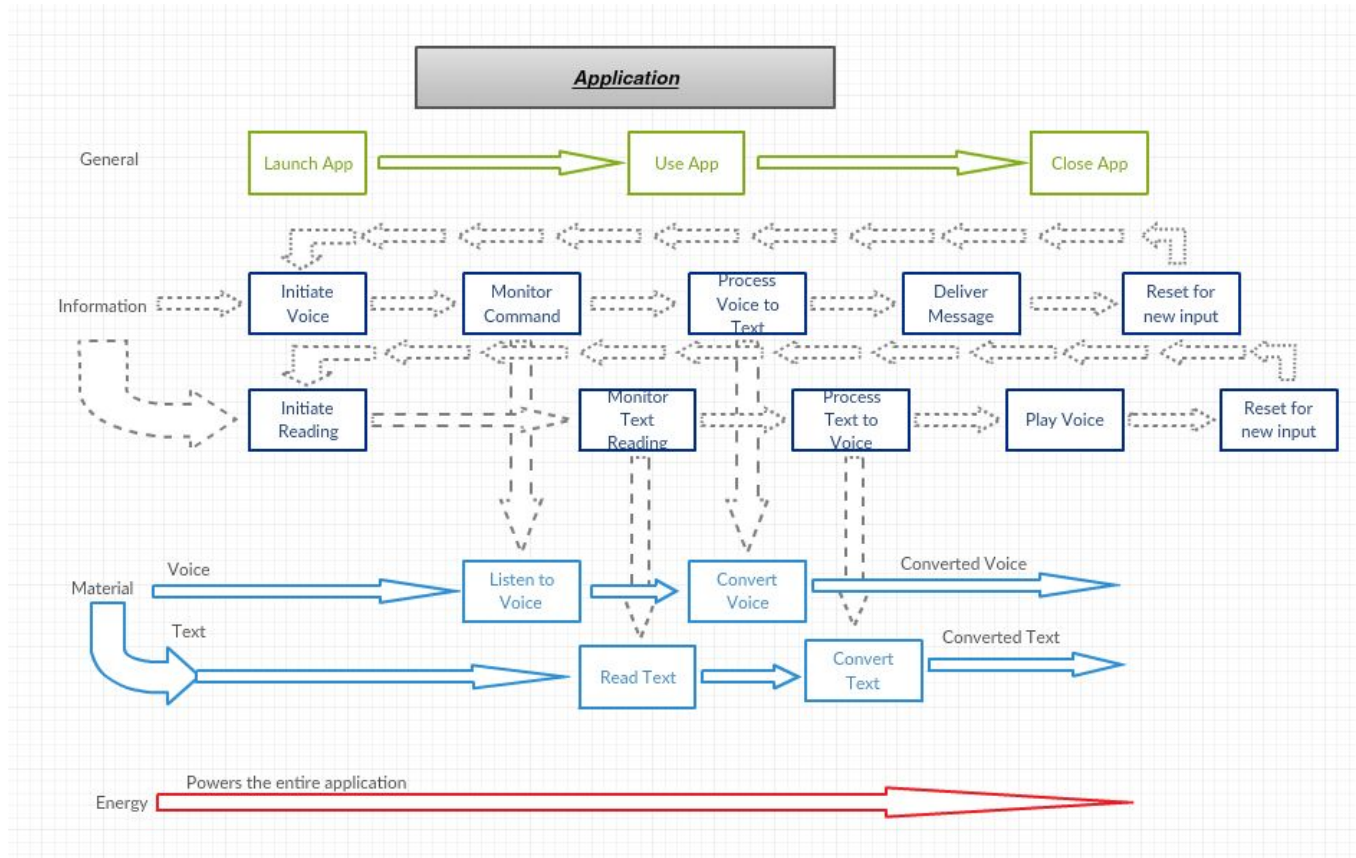 Application
General
Launch App
Use App
Close App
Information
Initiate
Voice
Monitor
Command
Process
Voice to
Text
Deliver
Message
Reset for
new input
Initiate
Reading
Monitor
Text
Reading
Process
Text to
Voice
Play Voice
Reset for
new input
Material
Voice
Listen to
Voice
Convert
Voice
Converted Voice
Text
Read Text
Convert
Text
Converted Text
Energy
Powers the entire application